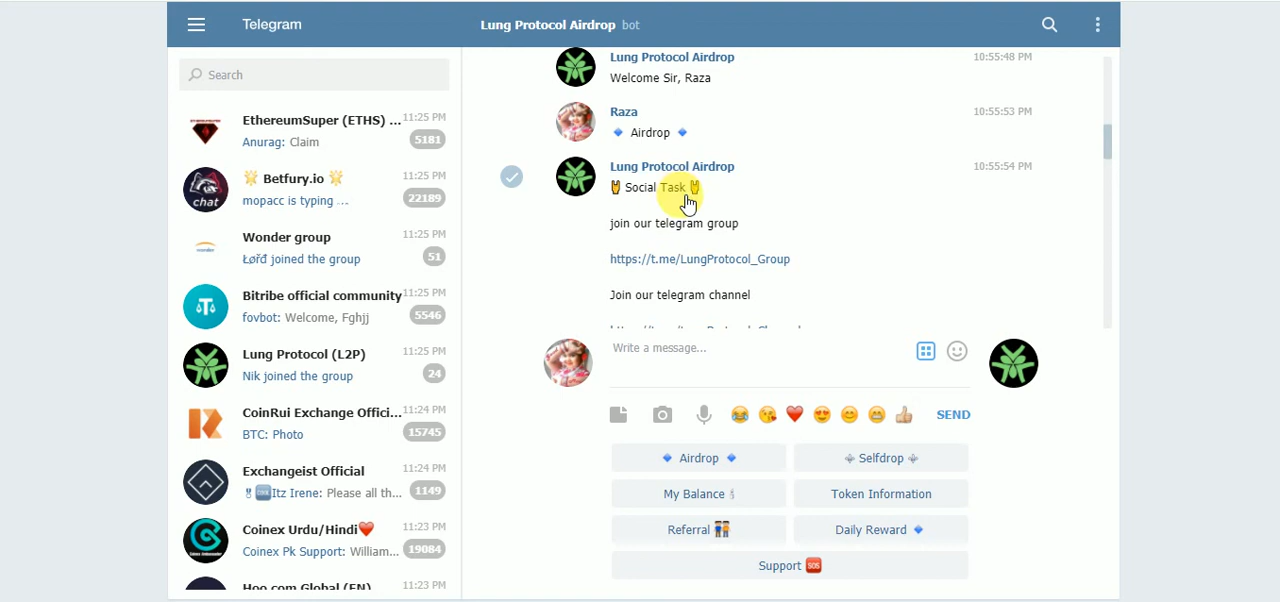 Telegram
Lung Protocol Airdrop bot
Search
EthereumSuper (ETHS) ... 11:25 PM
Anurag: Claim 5181
🌟 Betfury.io 🌟 11:25 PM
mopacc is typing ... 22189
Wonder group 11:25 PM
Łøřđ joined the group 51
Bitribe official community 11:25 PM
fovbot: Welcome, Fghjj 5546
Lung Protocol (L2P) 11:25 PM
Nik joined the group 24
CoinRui Exchange Offici... 11:24 PM
BTC: Photo 15745
Exchangeist Official 11:24 PM
Itz Irene: Please all th... 1149
Coinex Urdu/Hindi❤️ 11:23 PM
Coinex Pk Support: William... 19084
Hoo.com Global (EN) 11:23 PM
chat
Lung Protocol Airdrop 10:55:48 PM
Welcome Sir, Raza
Raza 10:55:53 PM
🔹 Airdrop 🔹
Lung Protocol Airdrop 10:55:54 PM
Social Task
join our telegram group
https://t.me/LungProtocol_Group
Join our telegram channel
Write a message...
SEND
🔹 Airdrop 🔹
Selfdrop
My Balance
Token Information
Referral 👬
Daily Reward 🔹
Support 🆘